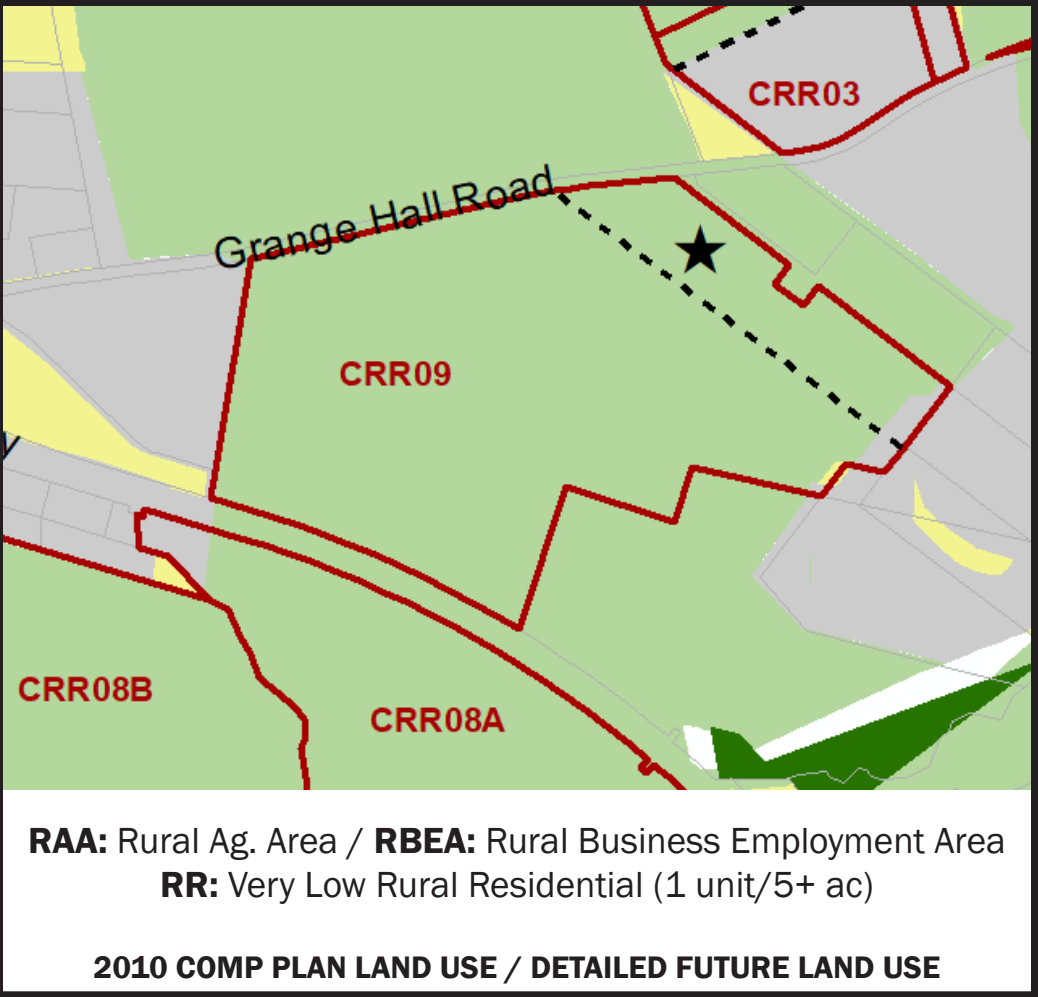 CRR03
Grange Hall Road
CRR09
y
CRR08B
CRR08A
RAA: Rural Ag. Area / RBEA: Rural Business Employment Area
RR: Very Low Rural Residential (1 unit/5+ ac)
2010 COMP PLAN LAND USE / DETAILED FUTURE LAND USE